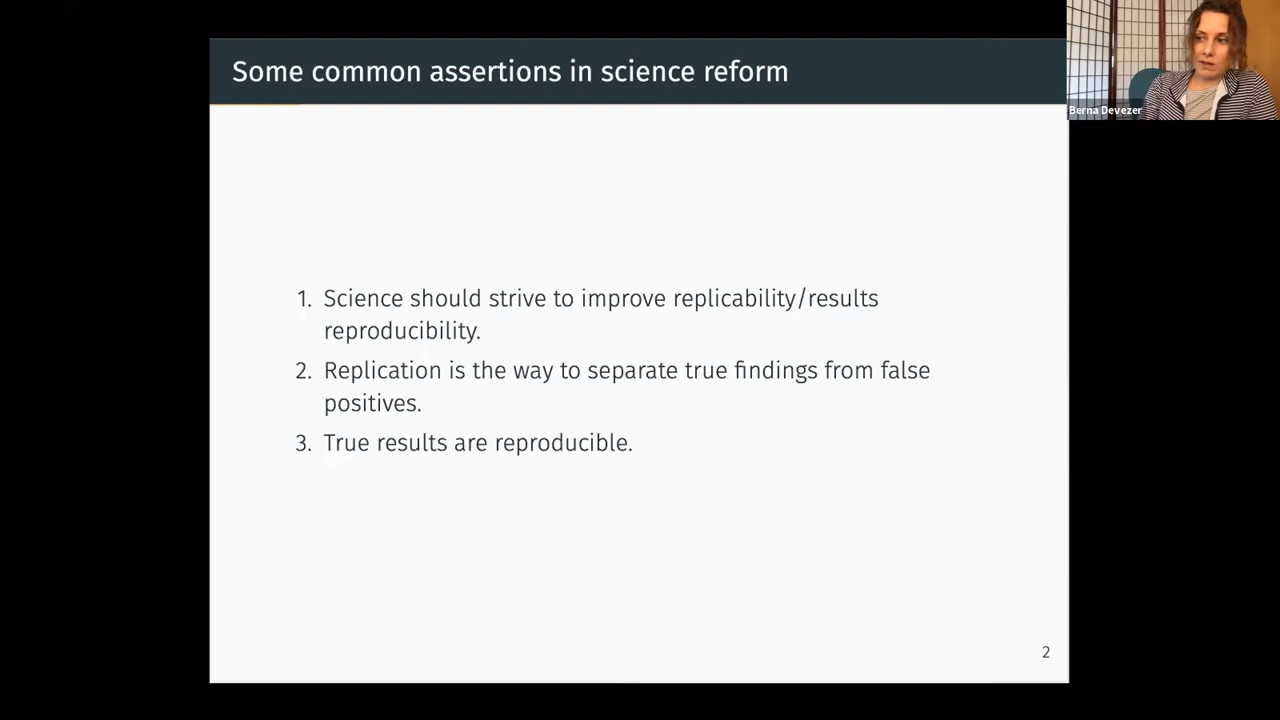 Some common assertions in science reform
Berna Devezer
1. Science should strive to improve replicability/results
reproducibility.
2. Replication is the way to separate true findings from false
positives.
3. True results are reproducible.
2